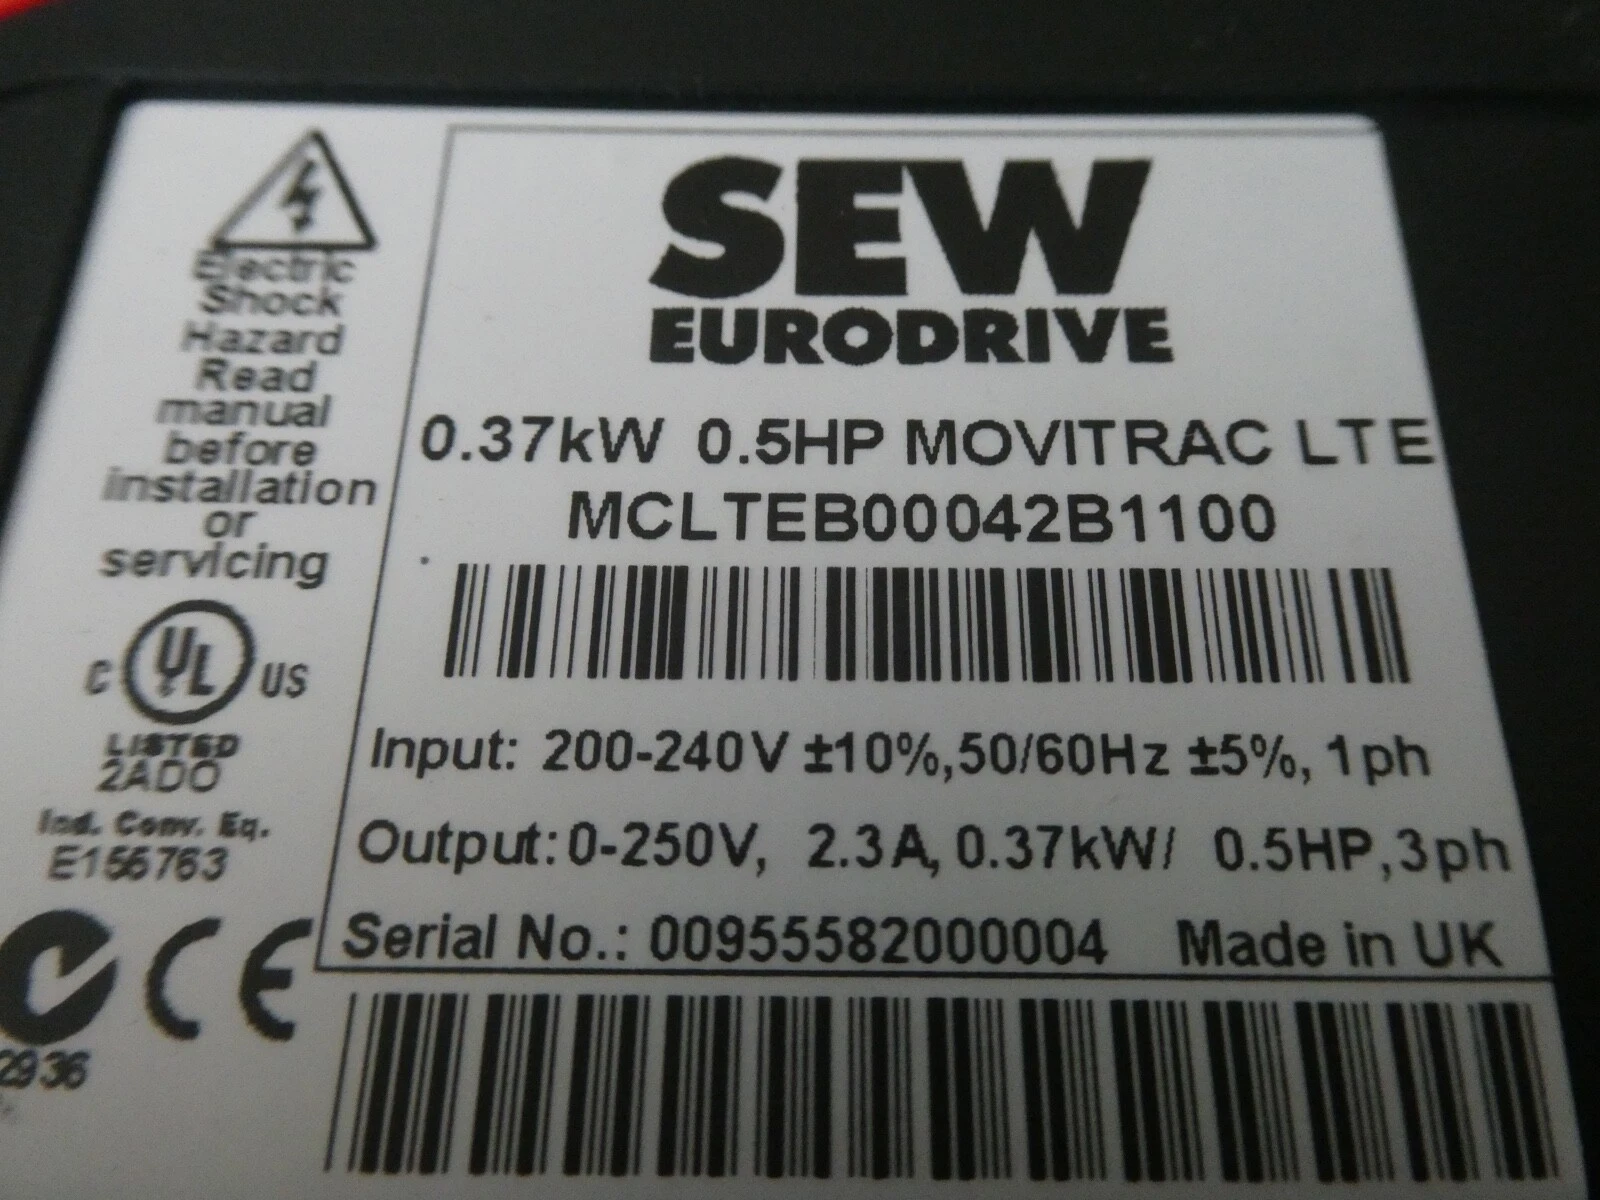 Electric
Shock
Hazard
Read
manual
before
installation
or
servicing
C UL US
LISTED
2ADO
Ind. Conv. Eq.
E156763
CE
2936
SEW
EURODRIVE
0.37kW 0.5HP MOVITRAC LTE
MCLTEB00042B1100
Input: 200-240V ±10%,50/60Hz ±5%, 1ph
Output:0-250V, 2.3A, 0.37kW/ 0.5HP,3ph
Serial No.: 00955582000004 Made in UK